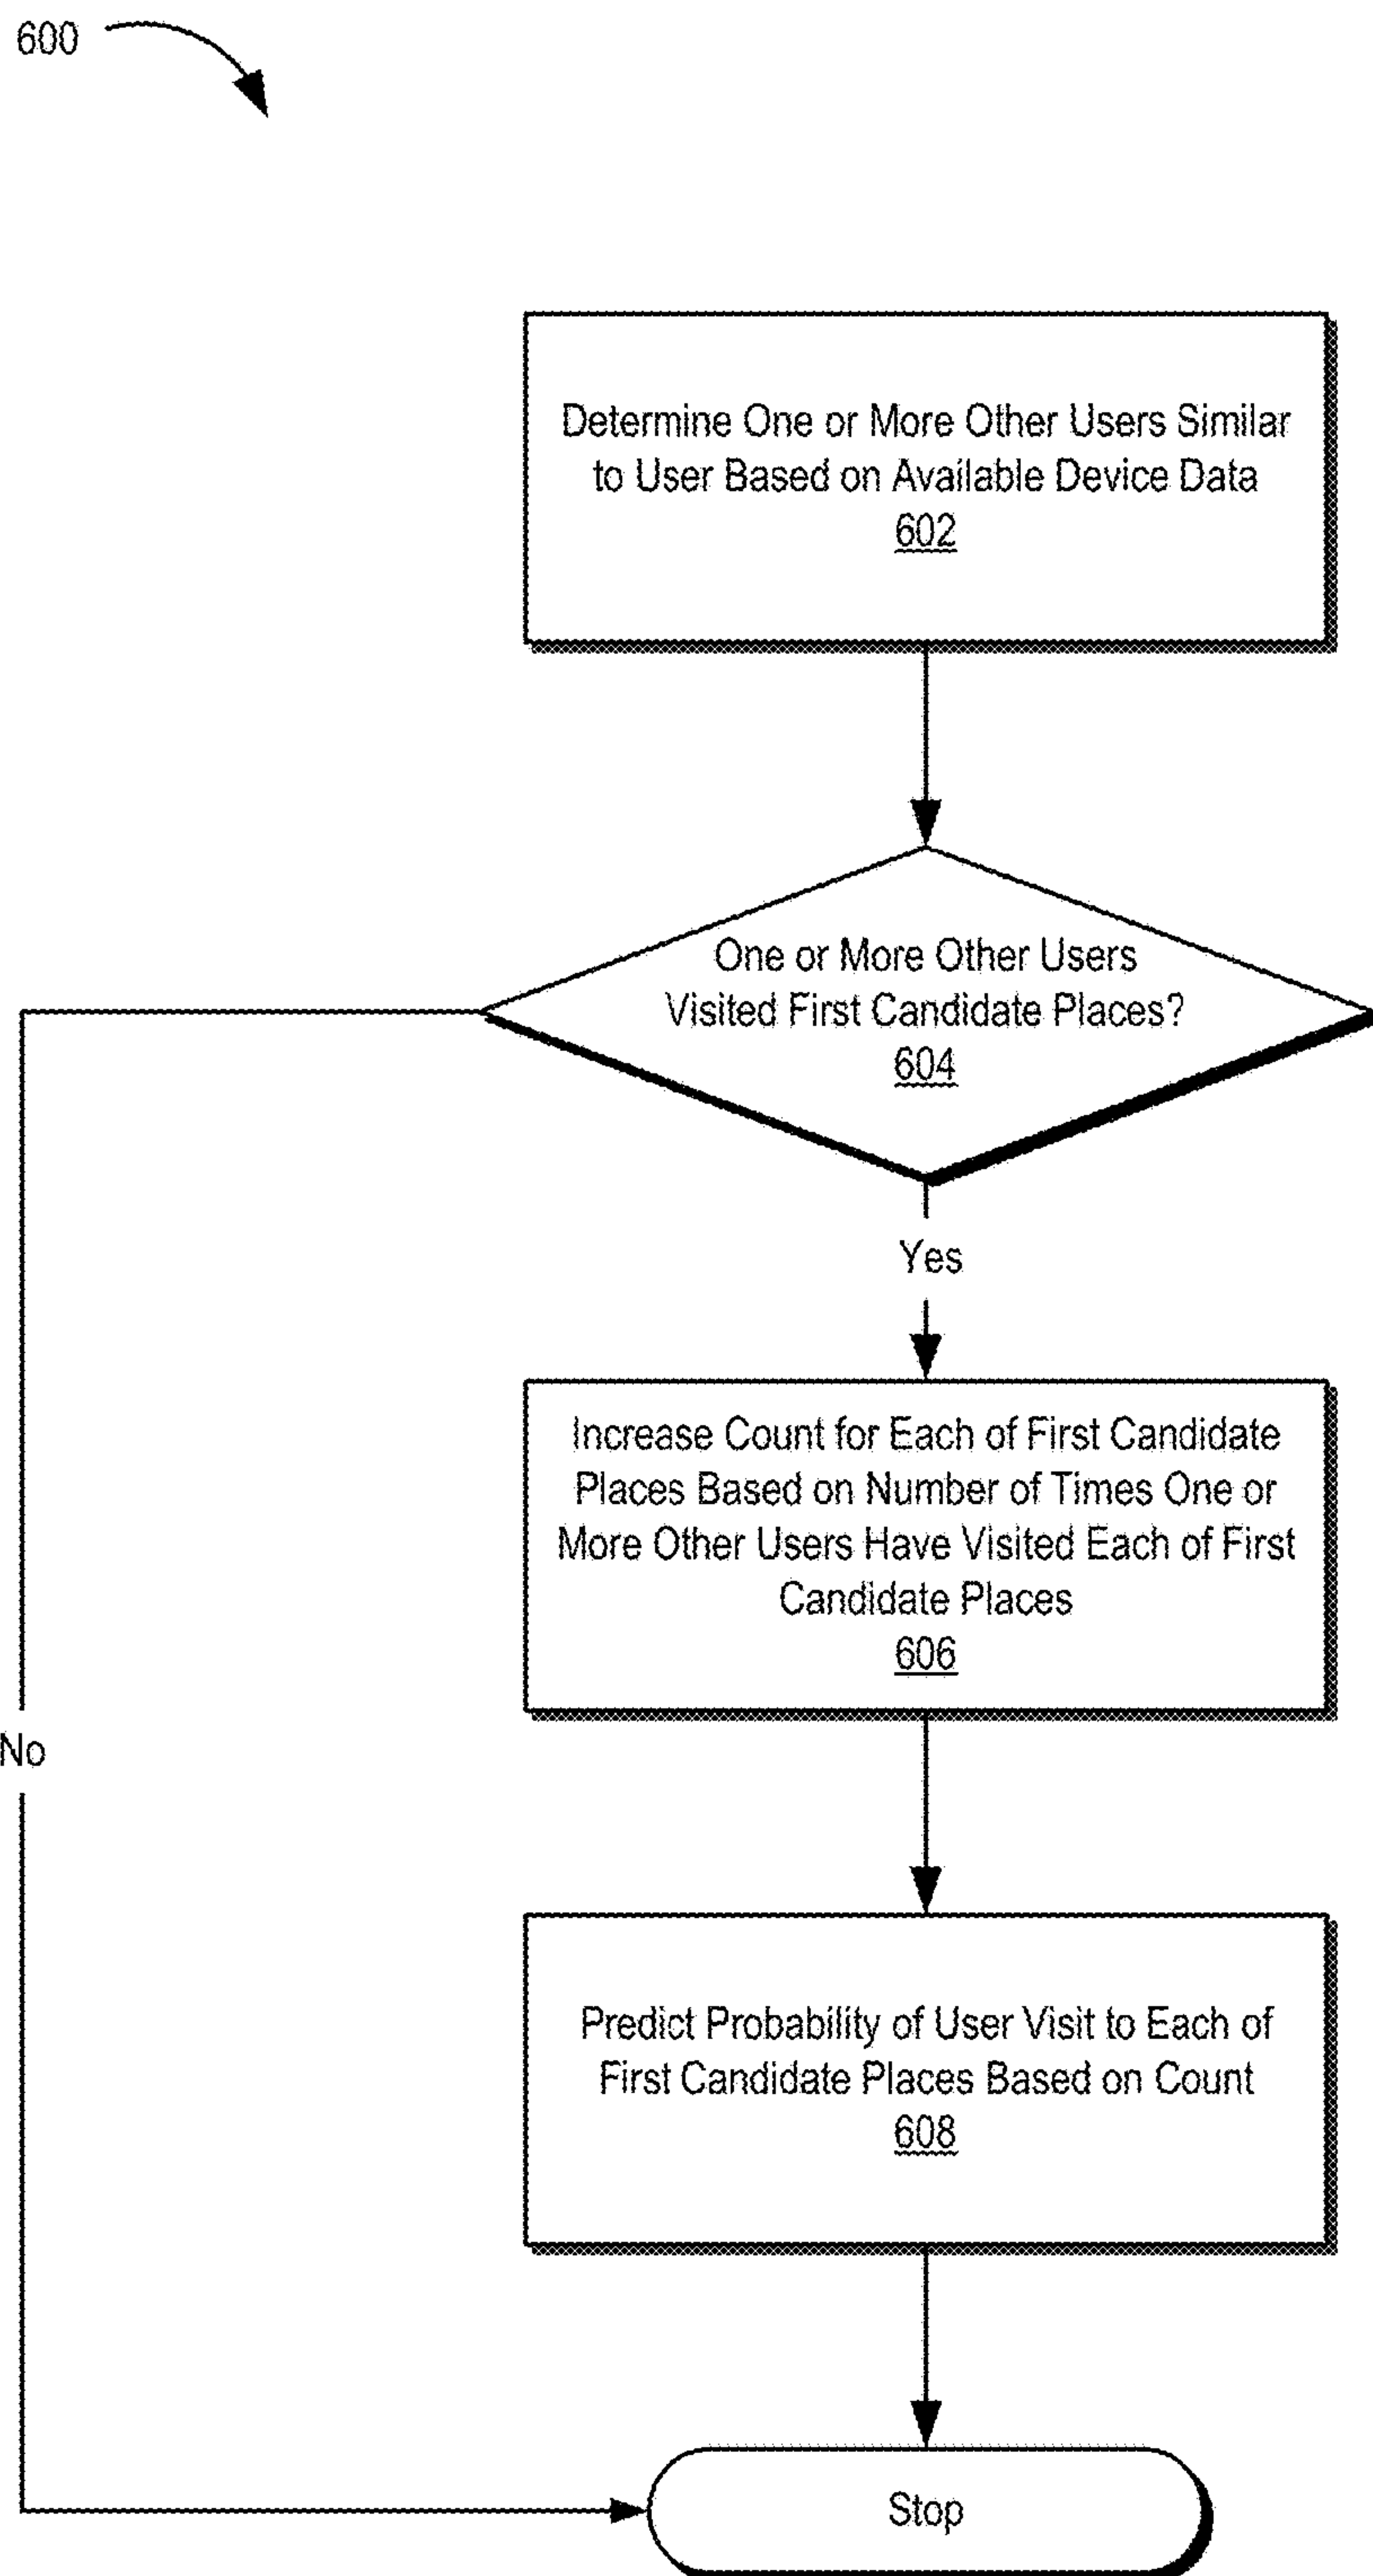 600
Determine One or More Other Users Similar
to User Based on Available Device Data
602
One or More Other Users
Visited First Candidate Places?
604
Yes
Increase Count for Each of First Candidate
Places Based on Number of Times One or
More Other Users Have Visited Each of First
Candidate Places
606
No
Predict Probability of User Visit to Each of
First Candidate Places Based on Count
608
Stop